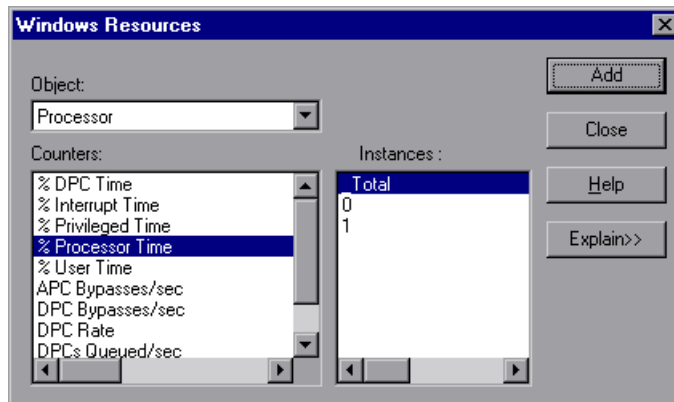 Windows Resources
Object:
Processor
Counters:
% DPC Time
% Interrupt Time
% Privileged Time
% Processor Time
% User Time
APC Bypasses/sec
DPC Bypasses/sec
DPC Rate
DPCs Queued/sec
Instances :
_Total
0
1
Add
Close
Help
Explain>>